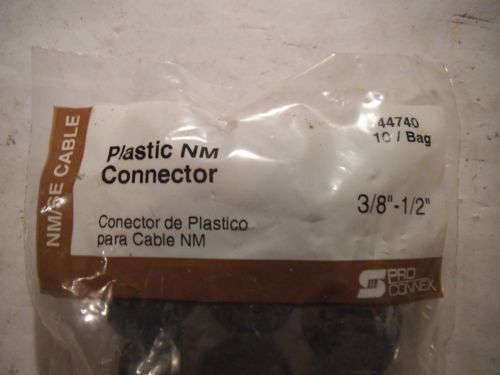 NM/SE CABLE
Plastic NM
Connector
44740
10 / Bag
3/8"-1/2"
Conector de Plastico
para Cable NM
PRO
CONNEX